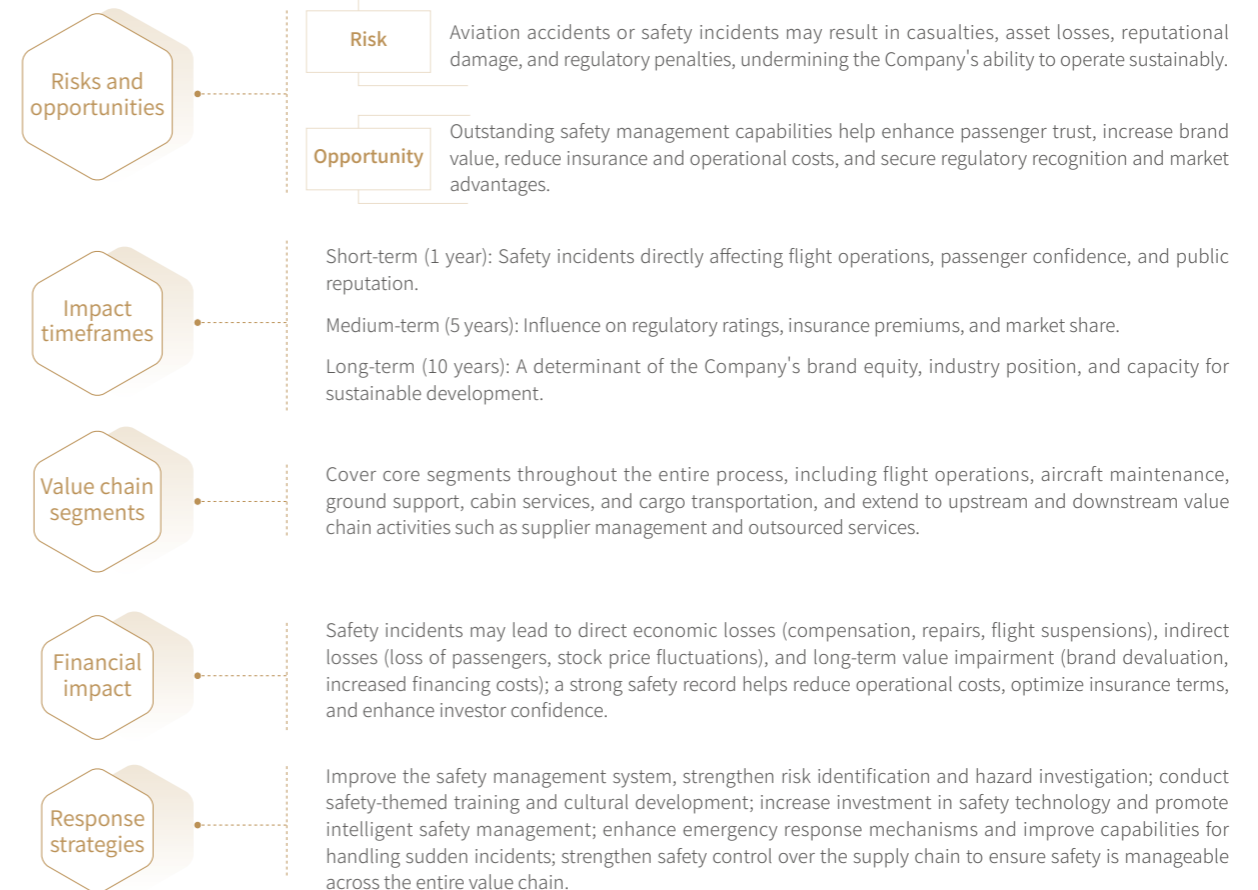 Risks and
opportunities
Risk
Aviation accidents or safety incidents may result in casualties, asset losses, reputational
damage, and regulatory penalties, undermining the Company's ability to operate sustainably.
Opportunity
Outstanding safety management capabilities help enhance passenger trust, increase brand
value, reduce insurance and operational costs, and secure regulatory recognition and market
advantages.
Impact
timeframes
Short-term (1 year): Safety incidents directly affecting flight operations, passenger confidence, and public
reputation.
Medium-term (5 years): Influence on regulatory ratings, insurance premiums, and market share.
Long-term (10 years): A determinant of the Company's brand equity, industry position, and capacity for
sustainable development.
Value chain
segments
Cover core segments throughout the entire process, including flight operations, aircraft maintenance,
ground support, cabin services, and cargo transportation, and extend to upstream and downstream value
chain activities such as supplier management and outsourced services.
Financial
impact
Safety incidents may lead to direct economic losses (compensation, repairs, flight suspensions), indirect
losses (loss of passengers, stock price fluctuations), and long-term value impairment (brand devaluation,
increased financing costs); a strong safety record helps reduce operational costs, optimize insurance terms,
and enhance investor confidence.
Response
strategies
Improve the safety management system, strengthen risk identification and hazard investigation; conduct
safety-themed training and cultural development; increase investment in safety technology and promote
intelligent safety management; enhance emergency response mechanisms and improve capabilities for
handling sudden incidents; strengthen safety control over the supply chain to ensure safety is manageable
across the entire value chain.